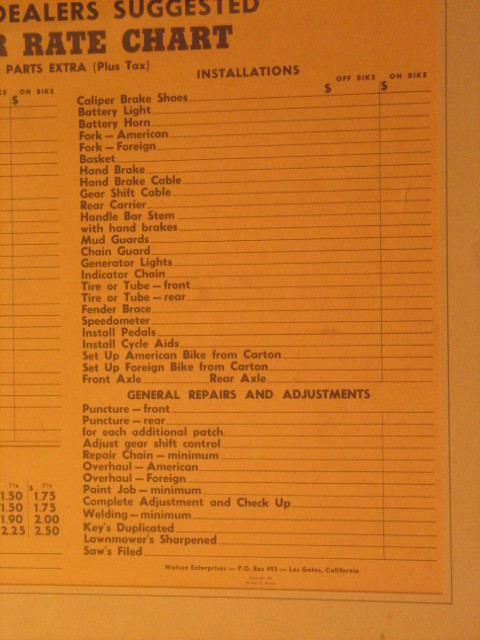 DEALERS SUGGESTED
R RATE CHART
PARTS EXTRA (Plus Tax)
ON BIKE
$
INSTALLATIONS
OFF BIKE ON BIKE
$ $
Caliper Brake Shoes
Battery Light
Battery Horn
Fork — American
Fork — Foreign
Basket
Hand Brake
Hand Brake Cable
Gear Shift Cable
Rear Carrier
Handle Bar Stem
with hand brakes
Mud Guards
Chain Guard
Generator Lights
Indicator Chain
Tire or Tube — front
Tire or Tube — rear
Fender Brace
Speedometer
Install Pedals
Install Cycle Aids
Set Up American Bike from Carton
Set Up Foreign Bike from Carton
Front Axle Rear Axle
GENERAL REPAIRS AND ADJUSTMENTS
Puncture — front
Puncture — rear
for each additional patch
Adjust gear shift control
Repair Chain — minimum
Overhaul — American
Overhaul — Foreign
Paint Job — minimum
Complete Adjustment and Check Up
Welding — minimum
Key's Duplicated
Lawnmower's Sharpened
Saw's Filed
$
1.50 1.75
1.50 1.75
1.90 2.00
2.25 2.50
Watson Enterprises — P.O. Box 493 — Los Gatos, California